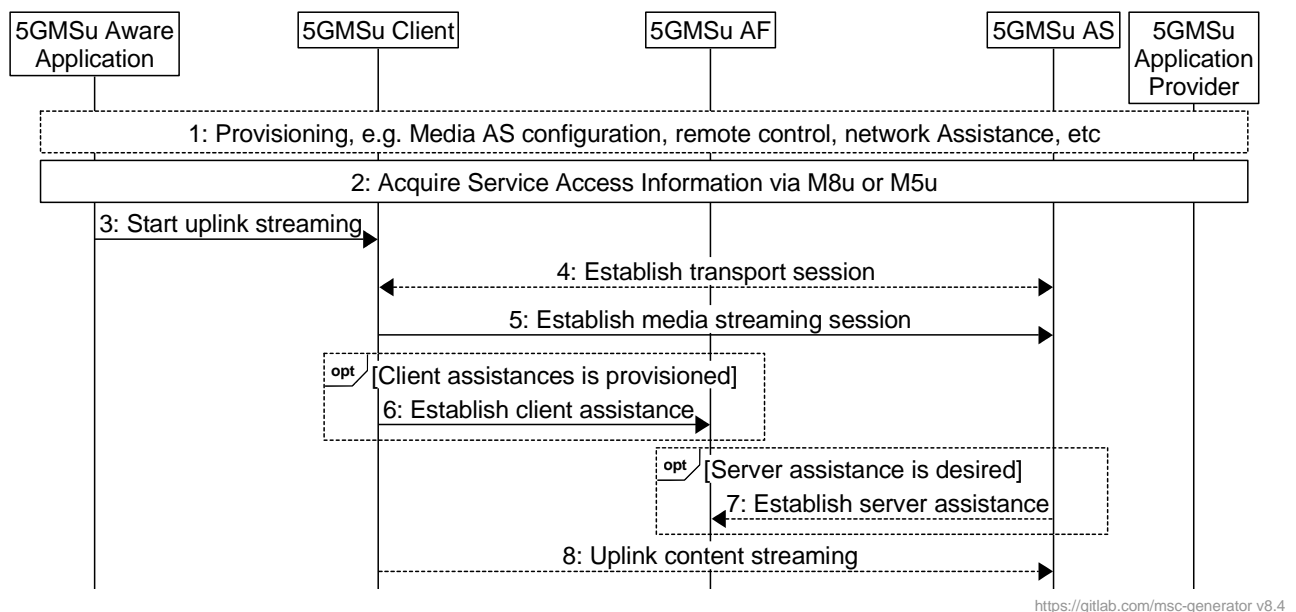 5GMSu Aware
Application
5GMSu Client
5GMSu AF
5GMSu AS
5GMSu
Application
Provider
1: Provisioning, e.g. Media AS configuration, remote control, network Assistance, etc
2: Acquire Service Access Information via M8u or M5u
3: Start uplink streaming
4: Establish transport session
5: Establish media streaming session
opt [Client assistances is provisioned]
6: Establish client assistance
opt [Server assistance is desired]
7: Establish server assistance
8: Uplink content streaming
https://gitlab.com/msc-generator v8.4